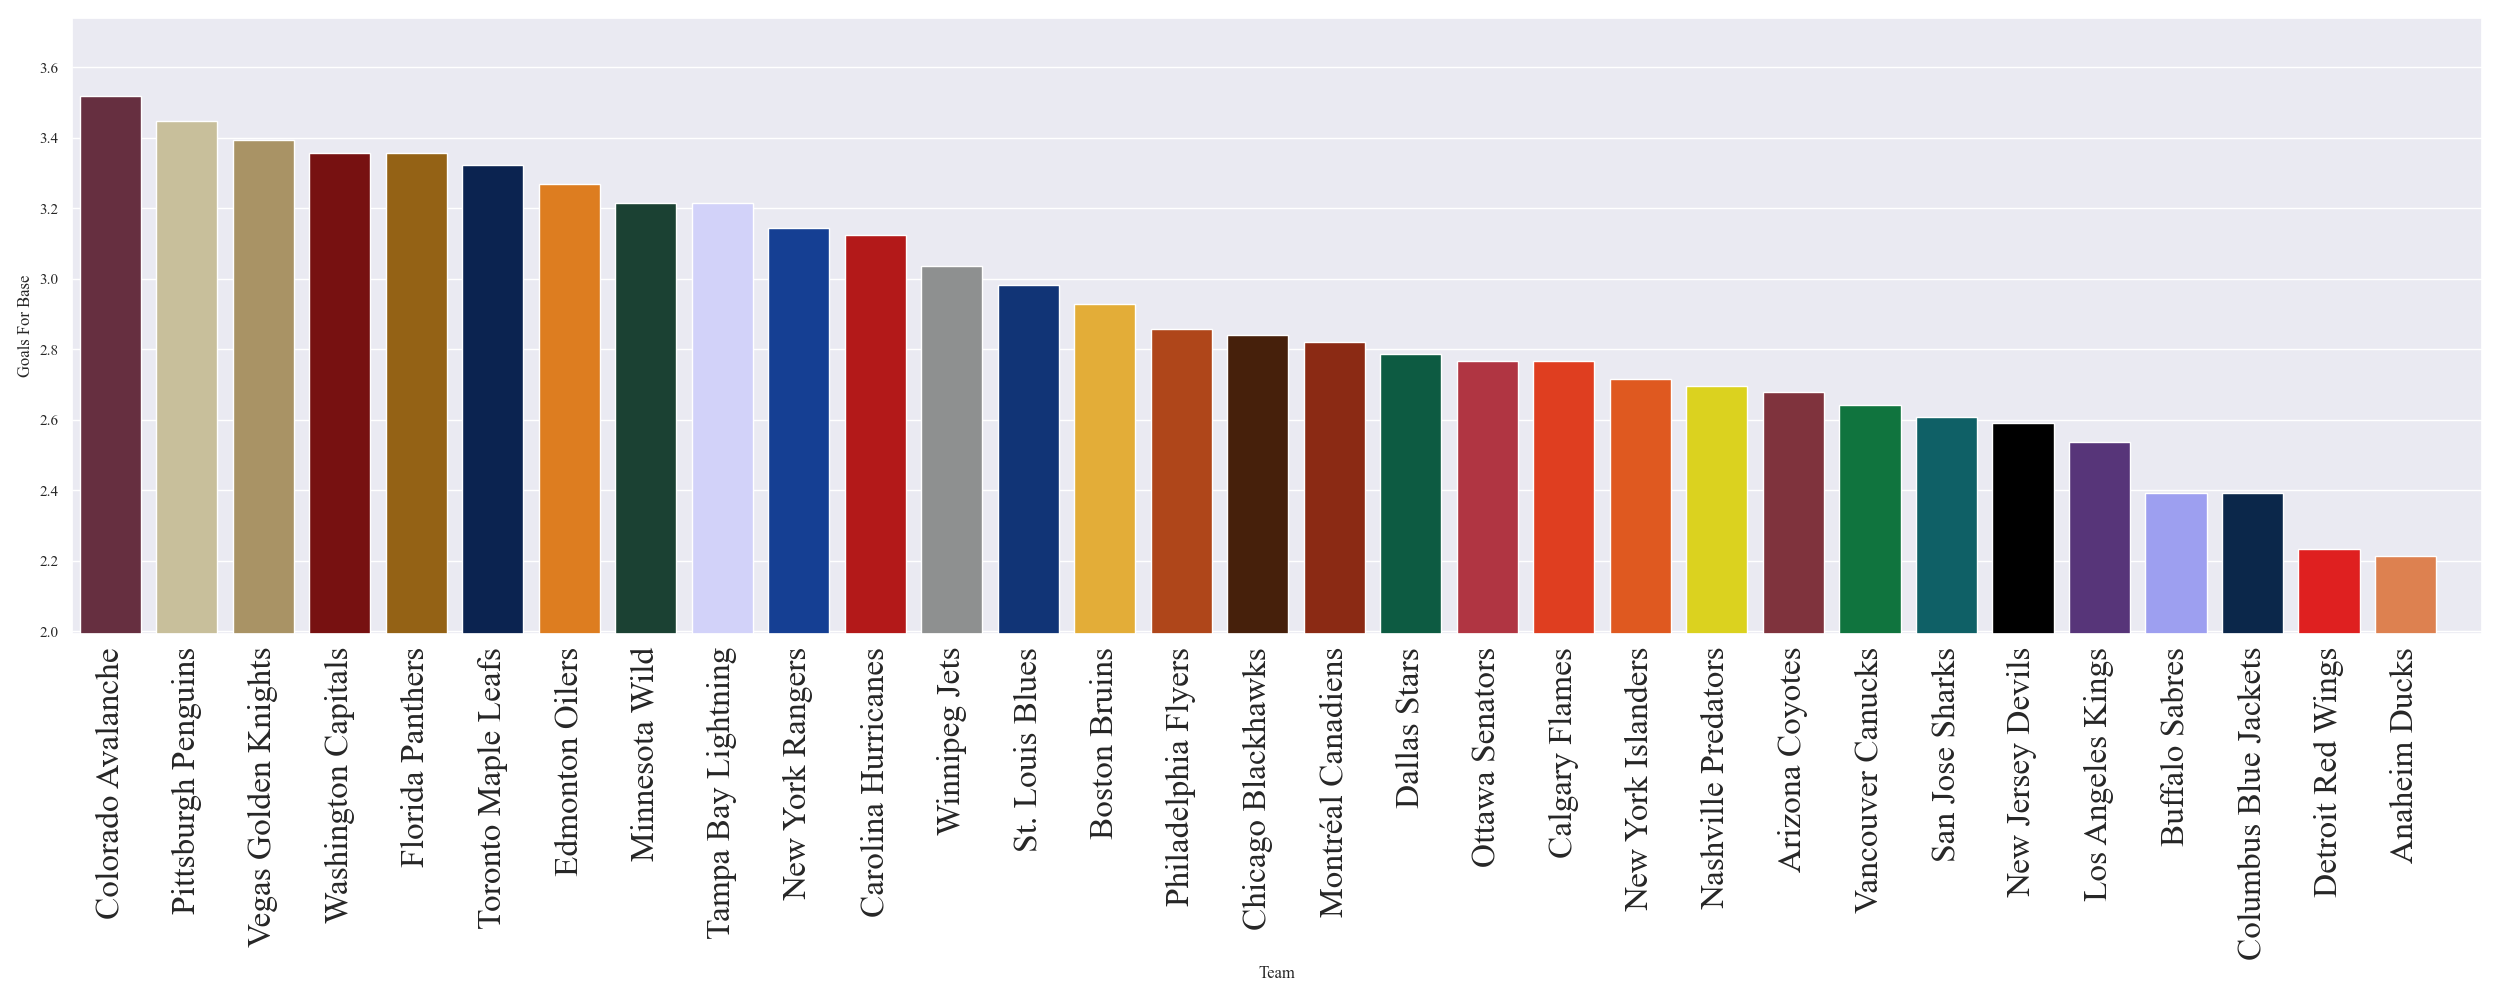 3.6
3.4
3.2
3.0
2.8
2.6
2.4
2.2
2.0
Goals For Base
Colorado Avalanche
Pittsburgh Penguins
Vegas Golden Knights
Washington Capitals
Florida Panthers
Toronto Maple Leafs
Edmonton Oilers
Minnesota Wild
Tampa Bay Lightning
New York Rangers
Carolina Hurricanes
Winnipeg Jets
St. Louis Blues
Boston Bruins
Philadelphia Flyers
Chicago Blackhawks
Montréal Canadiens
Dallas Stars
Ottawa Senators
Calgary Flames
New York Islanders
Nashville Predators
Arizona Coyotes
Vancouver Canucks
San Jose Sharks
New Jersey Devils
Los Angeles Kings
Buffalo Sabres
Columbus Blue Jackets
Detroit Red Wings
Anaheim Ducks
Team